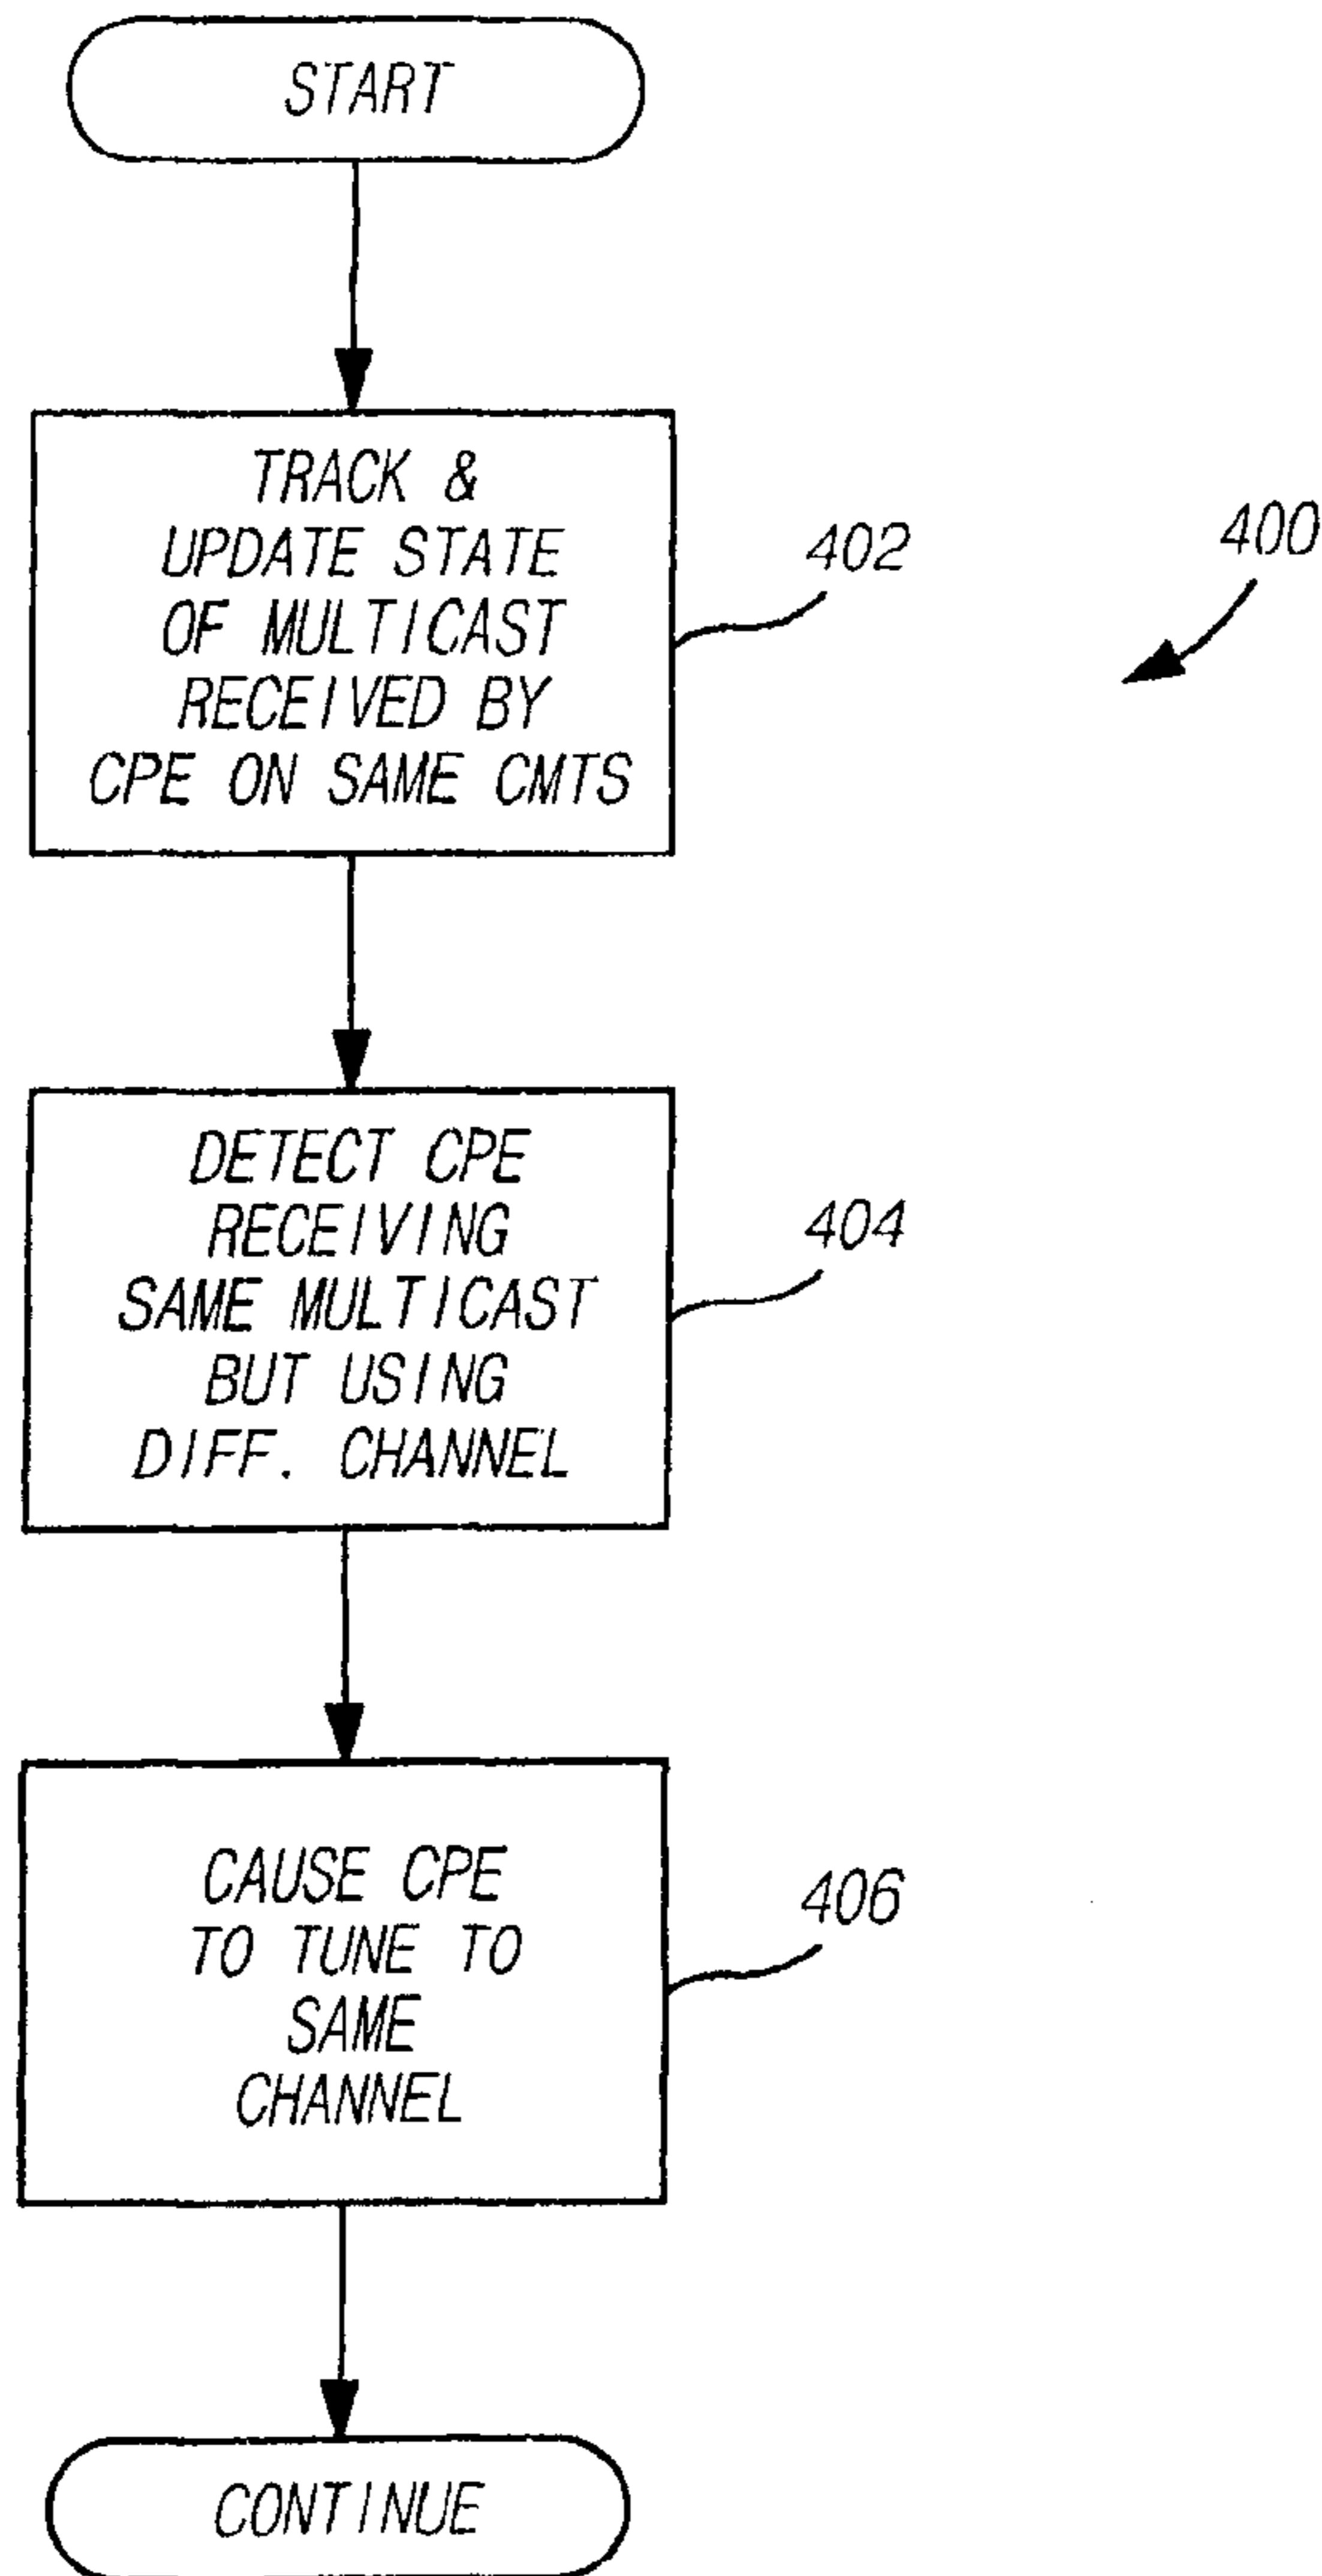 START
TRACK &
UPDATE STATE
OF MULTICAST
RECEIVED BY
CPE ON SAME CMTS
402
400
DETECT CPE
RECEIVING
SAME MULTICAST
BUT USING
DIFF. CHANNEL
404
CAUSE CPE
TO TUNE TO
SAME
CHANNEL
406
CONTINUE